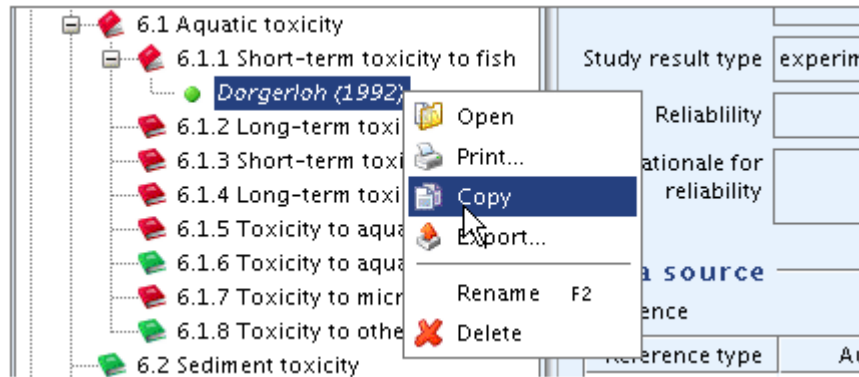 6.1 Aquatic toxicity
6.1.1 Short-term toxicity to fish
Dorgerloh (1992)
6.1.2 Long-term toxi
6.1.3 Short-term toxi
6.1.4 Long-term toxi
6.1.5 Toxicity to aqua
6.1.6 Toxicity to aqua
6.1.7 Toxicity to micr
6.1.8 Toxicity to othe
6.2 Sediment toxicity
Open
Print...
Copy
Export...
Rename F2
Delete
Study result type experim
Reliablility
ationale for
reliability
a source
ence
Reference type Au